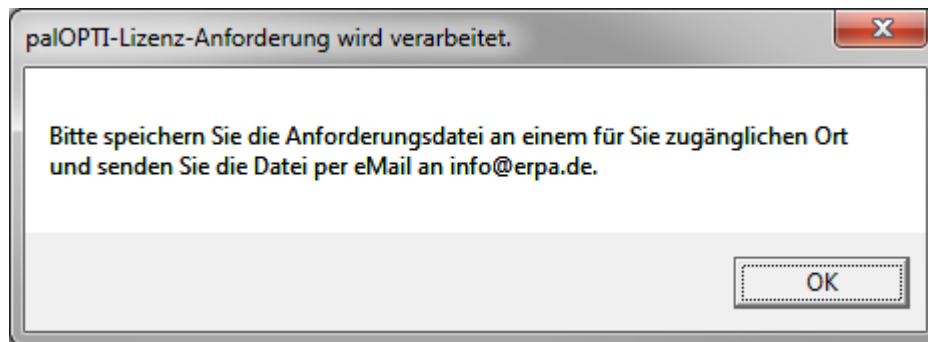 palOPTI-Lizenz-Anforderung wird verarbeitet.
Bitte speichern Sie die Anforderungsdatei an einem für Sie zugänglichen Ort
und senden Sie die Datei per eMail an info@erpa.de.
OK